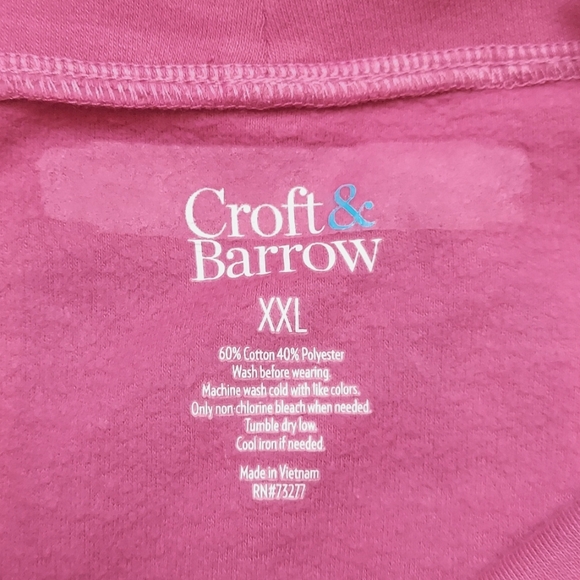 Croft &
Barrow
XXL
60% Cotton 40% Polyester
Wash before wearing.
Machine wash cold with like colors.
Only non-chlorine bleach when needed.
Tumble dry low.
Cool iron if needed.
Made in Vietnam
RN#73277